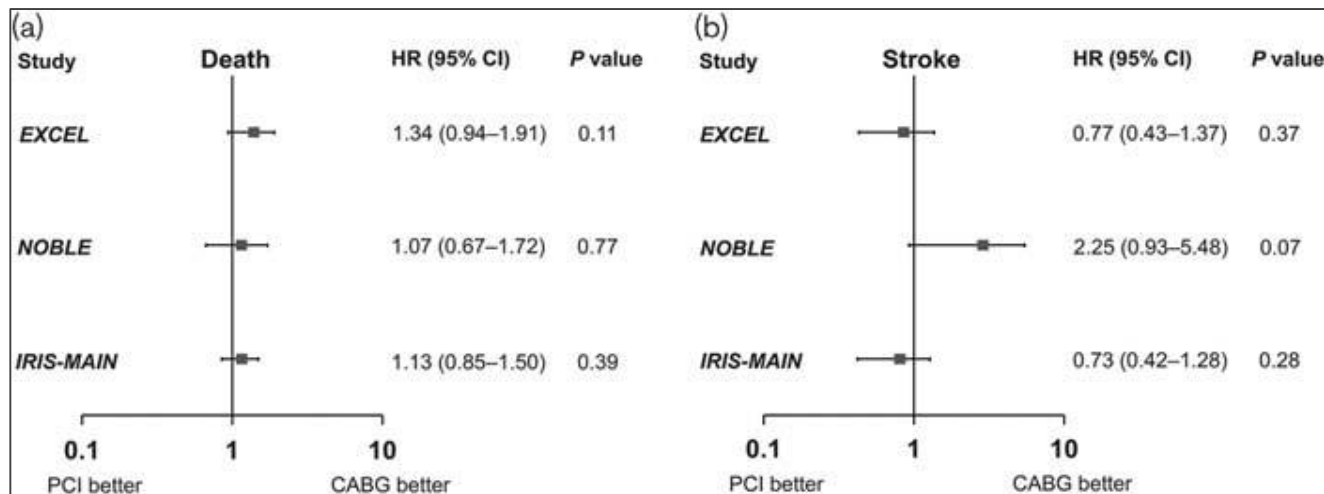 (a)
Study Death HR (95% CI) P value
EXCEL 1.34 (0.94–1.91) 0.11
NOBLE 1.07 (0.67–1.72) 0.77
IRIS-MAIN 1.13 (0.85–1.50) 0.39
0.1 1 10
PCI better CABG better
(b)
Study Stroke HR (95% CI) P value
EXCEL 0.77 (0.43–1.37) 0.37
NOBLE 2.25 (0.93–5.48) 0.07
IRIS-MAIN 0.73 (0.42–1.28) 0.28
0.1 1 10
PCI better CABG better